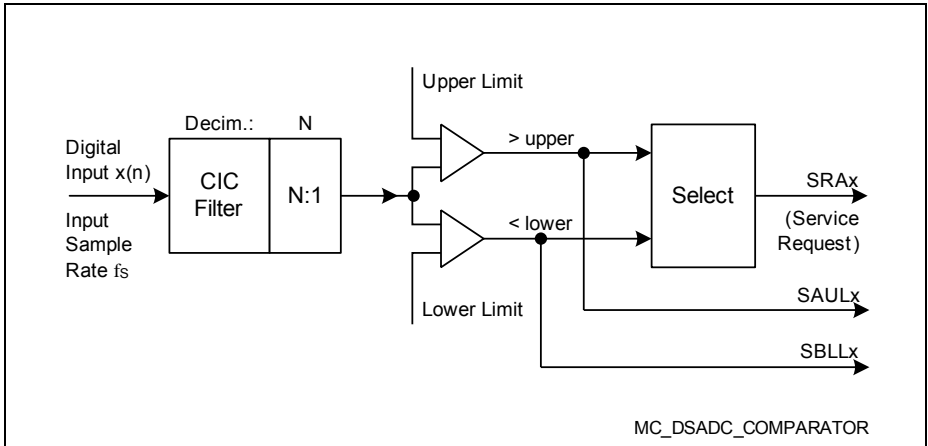 Upper Limit
Decim.: N
Digital
Input x(n)
Input
Sample
Rate fs
CIC
Filter
N:1
> upper
< lower
Lower Limit
Select
SRAx
(Service
Request)
SAULx
SBLLx
MC_DSADC_COMPARATOR